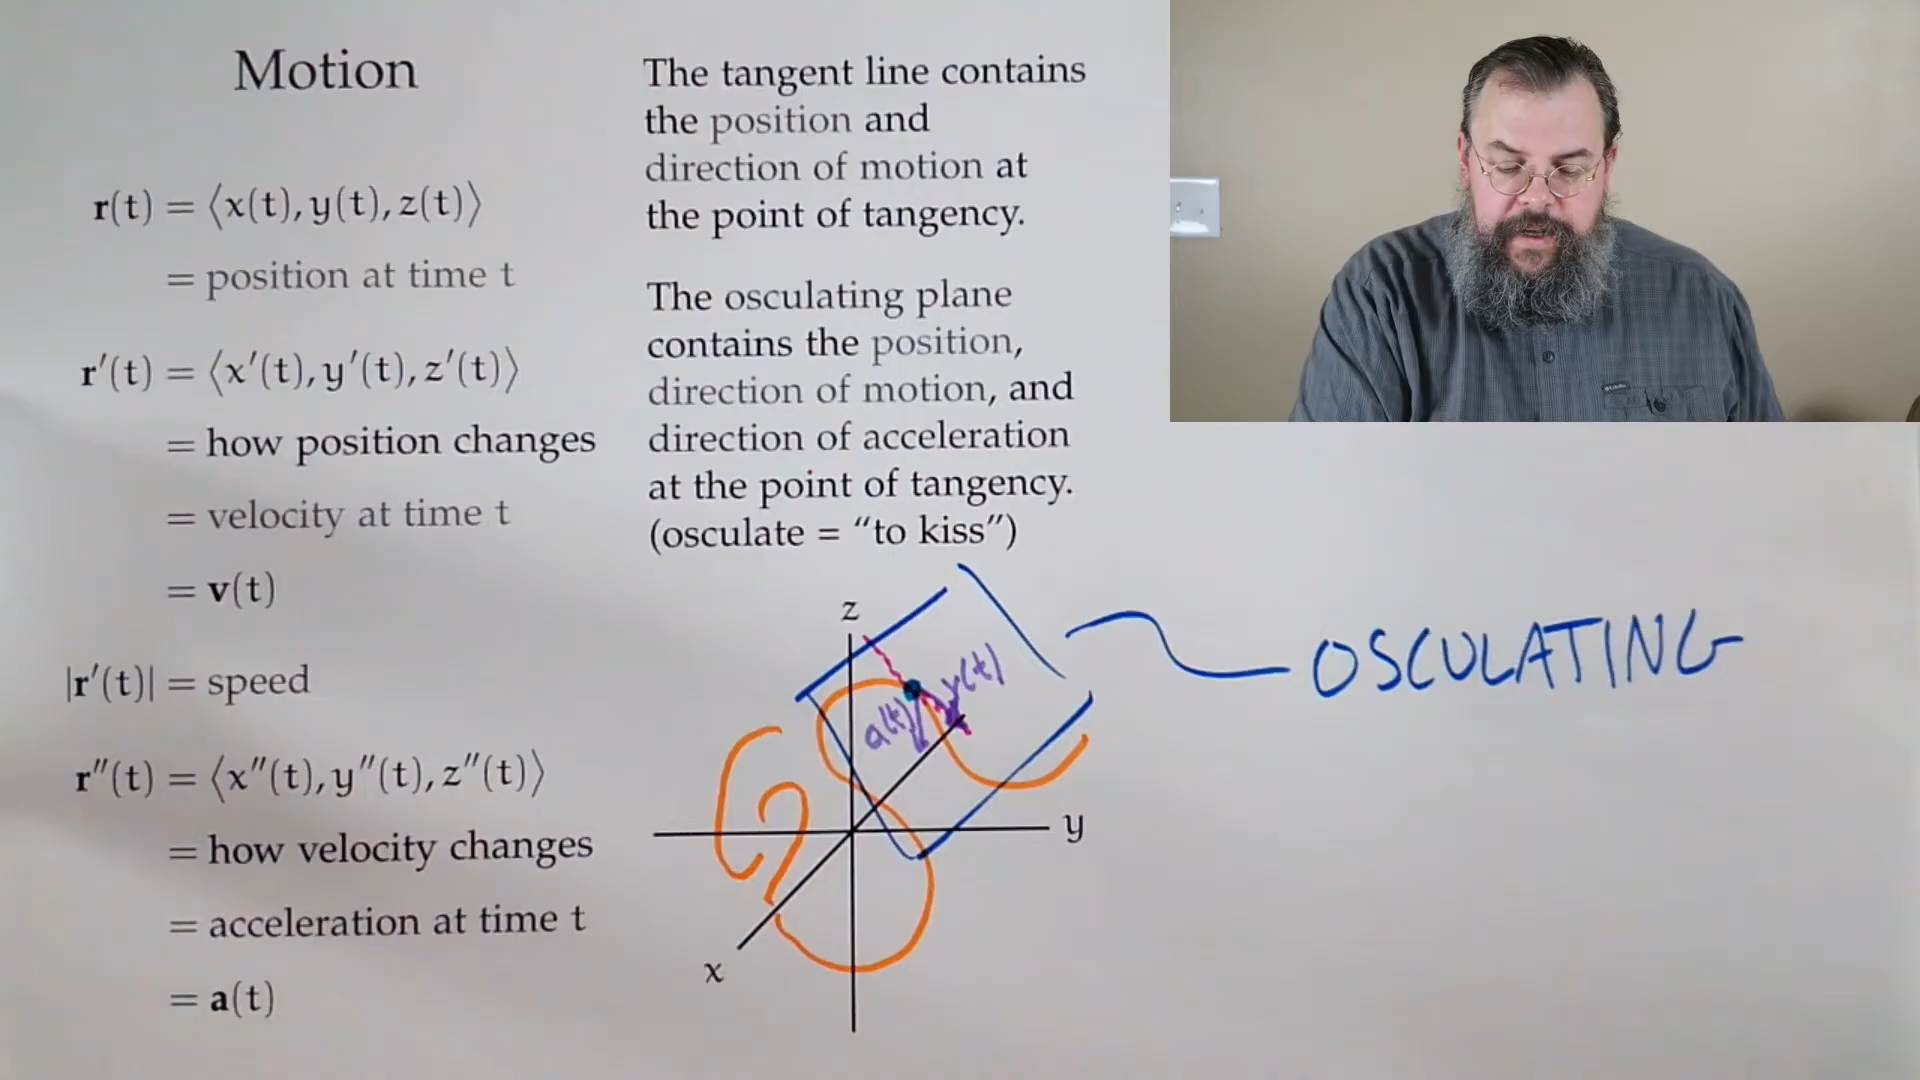 Motion
r(t) = ⟨x(t), y(t), z(t)⟩
= position at time t
r′(t) = ⟨x′(t), y′(t), z′(t)⟩
= how position changes
= velocity at time t
= v(t)
|r′(t)| = speed
r″(t) = ⟨x″(t), y″(t), z″(t)⟩
= how velocity changes
= acceleration at time t
= a(t)
The tangent line contains
the position and
direction of motion at
the point of tangency.
The osculating plane
contains the position,
direction of motion, and
direction of acceleration
at the point of tangency.
(osculate = “to kiss”)
z
v(t)
a(t)
y
x
OSCULATING